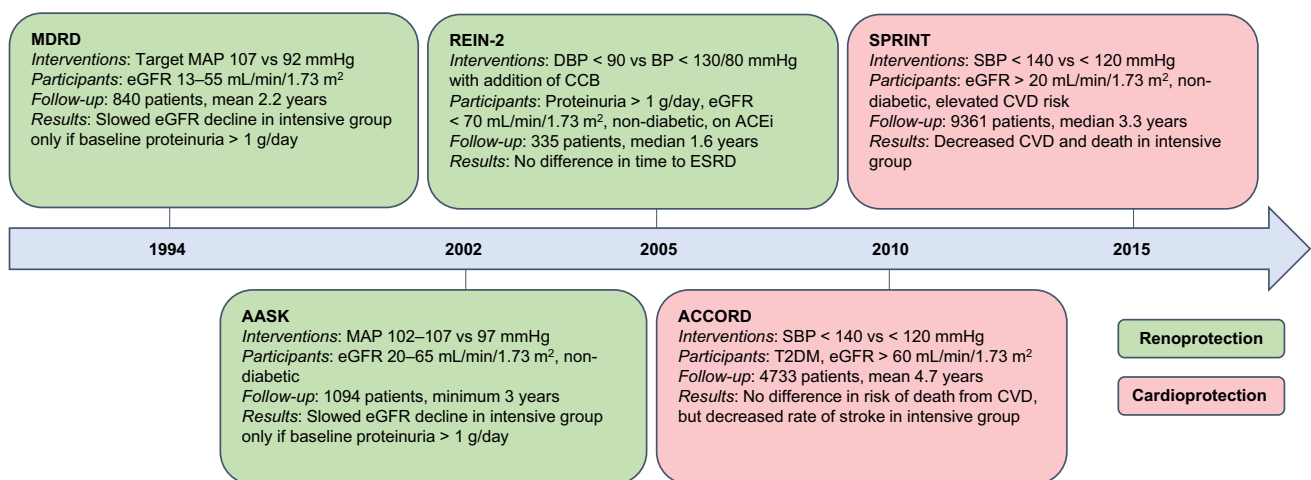 MDRD
Interventions: Target MAP 107 vs 92 mmHg
Participants: eGFR 13–55 mL/min/1.73 m²
Follow-up: 840 patients, mean 2.2 years
Results: Slowed eGFR decline in intensive group
only if baseline proteinuria > 1 g/day
REIN-2
Interventions: DBP < 90 vs BP < 130/80 mmHg
with addition of CCB
Participants: Proteinuria > 1 g/day, eGFR
< 70 mL/min/1.73 m², non-diabetic, on ACEi
Follow-up: 335 patients, median 1.6 years
Results: No difference in time to ESRD
SPRINT
Interventions: SBP < 140 vs < 120 mmHg
Participants: eGFR > 20 mL/min/1.73 m², non-
diabetic, elevated CVD risk
Follow-up: 9361 patients, median 3.3 years
Results: Decreased CVD and death in intensive
group
1994
2002
2005
2010
2015
AASK
Interventions: MAP 102–107 vs 97 mmHg
Participants: eGFR 20–65 mL/min/1.73 m², non-
diabetic
Follow-up: 1094 patients, minimum 3 years
Results: Slowed eGFR decline in intensive group
only if baseline proteinuria > 1 g/day
ACCORD
Interventions: SBP < 140 vs < 120 mmHg
Participants: T2DM, eGFR > 60 mL/min/1.73 m²
Follow-up: 4733 patients, mean 4.7 years
Results: No difference in risk of death from CVD,
but decreased rate of stroke in intensive group
Renoprotection
Cardioprotection